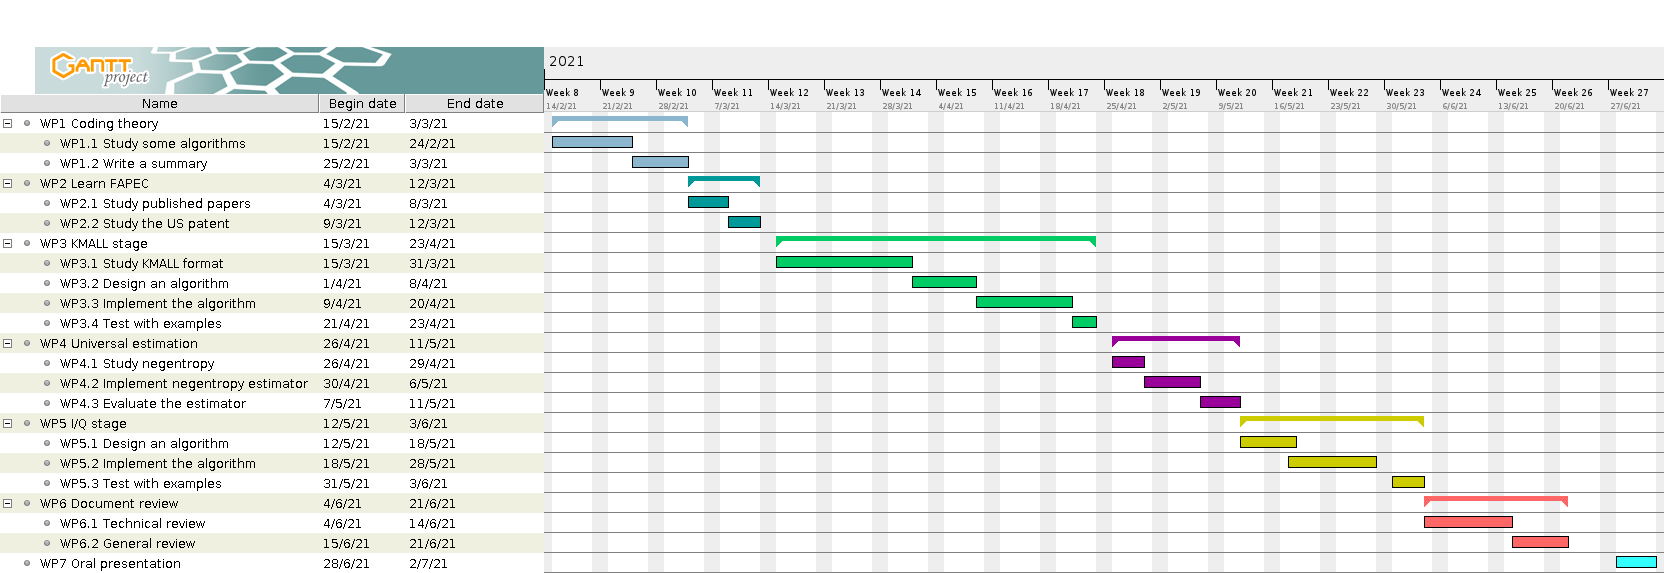 GANTT
project
2021
Week 8 Week 9 Week 10 Week 11 Week 12 Week 13 Week 14 Week 15 Week 16 Week 17 Week 18 Week 19 Week 20 Week 21 Week 22 Week 23 Week 24 Week 25 Week 26 Week 27
14/2/21 21/2/21 28/2/21 7/3/21 14/3/21 21/3/21 28/3/21 4/4/21 11/4/21 18/4/21 25/4/21 2/5/21 9/5/21 16/5/21 23/5/21 30/5/21 6/6/21 13/6/21 20/6/21 27/6/21
Name Begin date End date
WP1 Coding theory 15/2/21 3/3/21
WP1.1 Study some algorithms 15/2/21 24/2/21
WP1.2 Write a summary 25/2/21 3/3/21
WP2 Learn FAPEC 4/3/21 12/3/21
WP2.1 Study published papers 4/3/21 8/3/21
WP2.2 Study the US patent 9/3/21 12/3/21
WP3 KMALL stage 15/3/21 23/4/21
WP3.1 Study KMALL format 15/3/21 31/3/21
WP3.2 Design an algorithm 1/4/21 8/4/21
WP3.3 Implement the algorithm 9/4/21 20/4/21
WP3.4 Test with examples 21/4/21 23/4/21
WP4 Universal estimation 26/4/21 11/5/21
WP4.1 Study negentropy 26/4/21 29/4/21
WP4.2 Implement negentropy estimator 30/4/21 6/5/21
WP4.3 Evaluate the estimator 7/5/21 11/5/21
WP5 I/Q stage 12/5/21 3/6/21
WP5.1 Design an algorithm 12/5/21 18/5/21
WP5.2 Implement the algorithm 18/5/21 28/5/21
WP5.3 Test with examples 31/5/21 3/6/21
WP6 Document review 4/6/21 21/6/21
WP6.1 Technical review 4/6/21 14/6/21
WP6.2 General review 15/6/21 21/6/21
WP7 Oral presentation 28/6/21 2/7/21